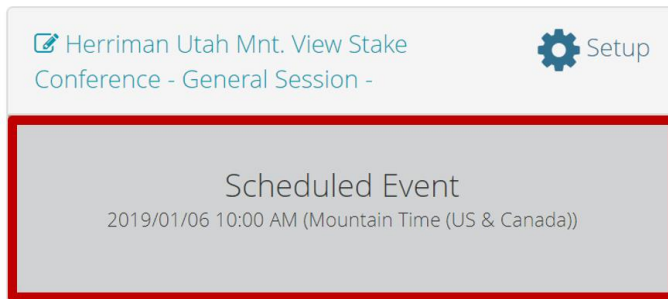 Herriman Utah Mnt. View Stake
Conference - General Session -
Setup
Scheduled Event
2019/01/06 10:00 AM (Mountain Time (US & Canada))